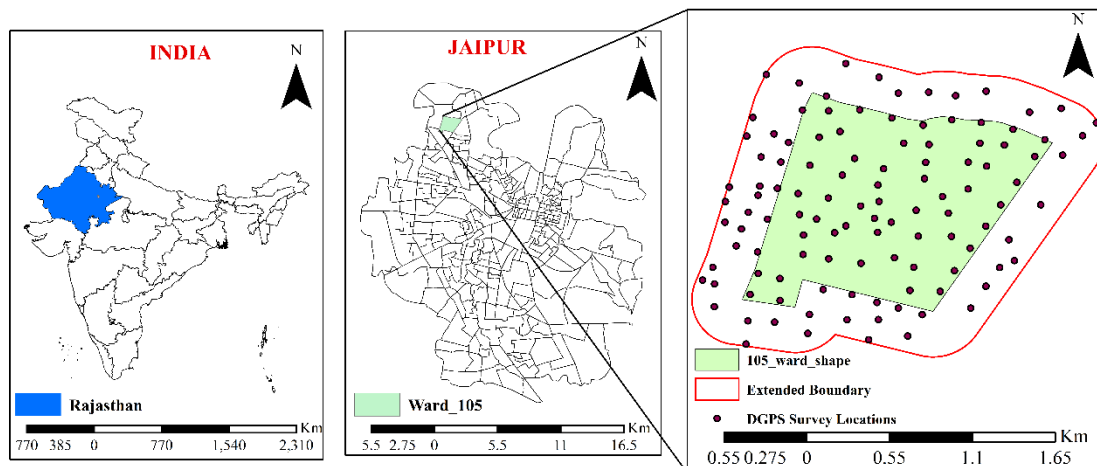 INDIA
N
Rajasthan
Km
770 385 0 770 1,540 2,310
JAIPUR
N
Ward_105
Km
5.5 2.75 0 5.5 11 16.5
N
105_ward_shape
Extended Boundary
DGPS Survey Locations
Km
0.55 0.275 0 0.55 1.1 1.65